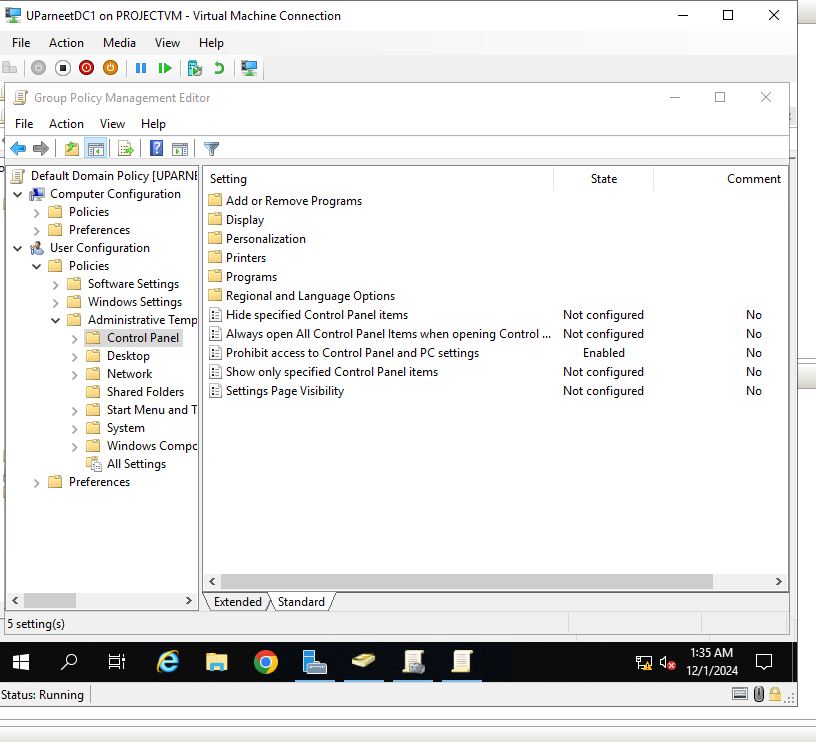 UParneetDC1 on PROJECTVM - Virtual Machine Connection
File Action Media View Help
Group Policy Management Editor
File Action View Help
Default Domain Policy [UPARNE
Computer Configuration
Policies
Preferences
User Configuration
Policies
Software Settings
Windows Settings
Administrative Temp
Control Panel
Desktop
Network
Shared Folders
Start Menu and T
System
Windows Compo
All Settings
Preferences
Setting State Comment
Add or Remove Programs
Display
Personalization
Printers
Programs
Regional and Language Options
Hide specified Control Panel items Not configured No
Always open All Control Panel Items when opening Control ... Not configured No
Prohibit access to Control Panel and PC settings Enabled No
Show only specified Control Panel items Not configured No
Settings Page Visibility Not configured No
Extended Standard
5 setting(s)
1:35 AM
12/1/2024
Status: Running